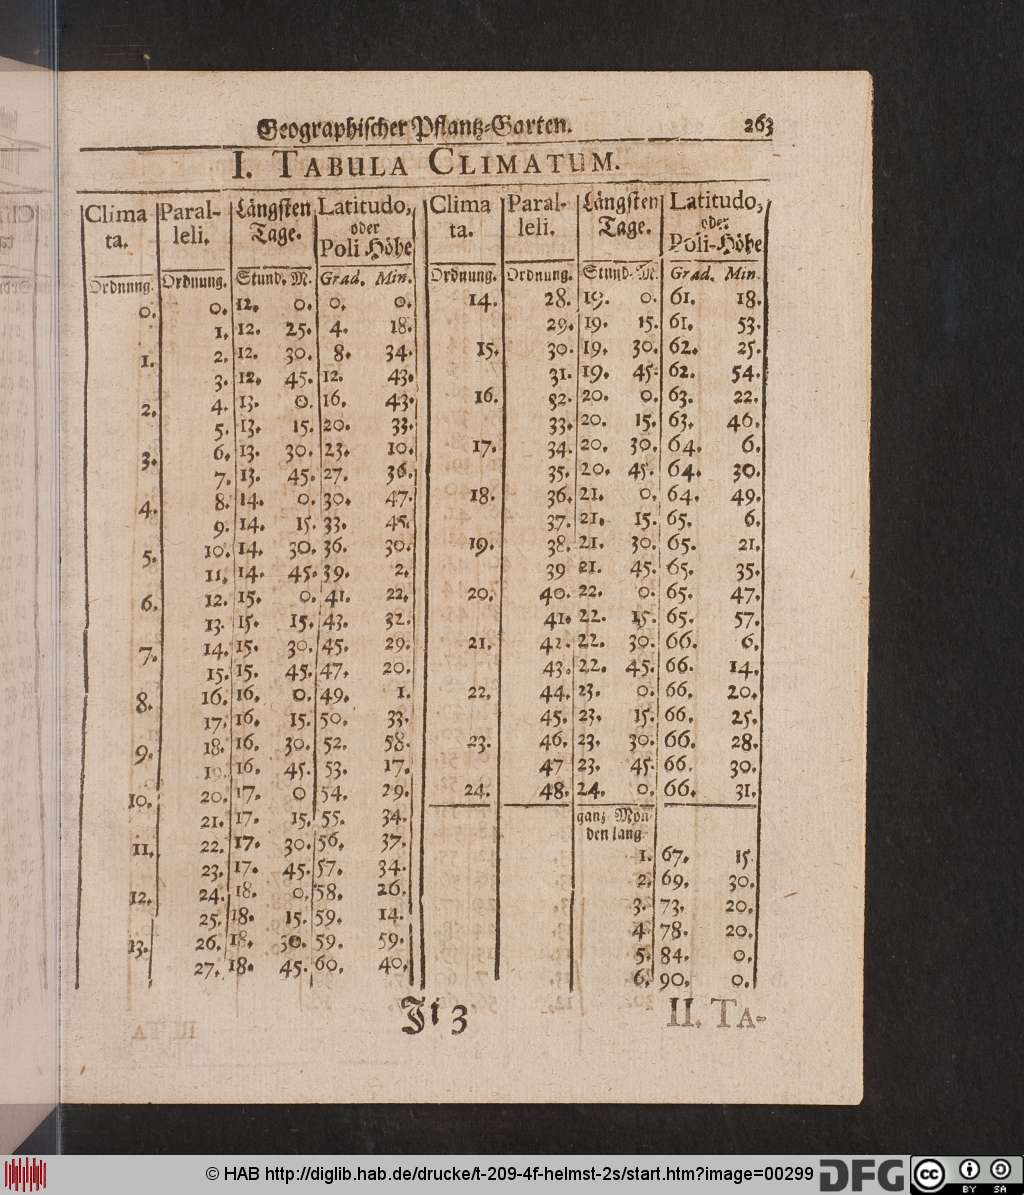 Geographischer Pflantz-Garten. 263
I. TABULA CLIMATUM.
Clima Paral- Långsten Latitudo, Clima Paral- Långsten Latitudo,
ta. leli. Tage. oder ta. leli. Tage. oder
Poli Höhe Poli-Höhe
Ordnnng. Ordnung. Stund. M. Grad. Min. Ordnung. Ordnung. Stund. M. Grad. Min.
0. 0. 12. 0. 0. 0. 14. 28. 19. 0. 61. 18.
1. 12. 25. 4. 18. 29. 19. 15. 61. 53.
1. 2. 12. 30. 8. 34. 15. 30. 19. 30. 62. 25.
3. 12. 45. 12. 43. 31. 19. 45. 62. 54.
2. 4. 13. 0. 16. 43. 16. 32. 20. 0. 63. 22.
5. 13. 15. 20. 33. 33. 20. 15. 63. 46.
3. 6. 13. 30. 23. 10. 17. 34. 20. 30. 64. 6.
7. 13. 45. 27. 36. 35. 20. 45. 64. 30.
4. 8. 14. 0. 30. 47. 18. 36. 21. 0. 64. 49.
9. 14. 15. 33. 45. 37. 21. 15. 65. 6.
5. 10. 14. 30. 36. 30. 19. 38. 21. 30. 65. 21.
11. 14. 45. 39. 2. 39 21. 45. 65. 35.
6. 12. 15. 0. 41. 22. 20. 40. 22. 0. 65. 47.
13. 15. 15. 43. 32. 41. 22. 15. 65. 57.
7. 14. 15. 30. 45. 29. 21. 42. 22. 30. 66. 6.
15. 15. 45. 47. 20. 43. 22. 45. 66. 14.
8. 16. 16. 0. 49. 1. 22. 44. 23. 0. 66. 20.
17. 16. 15. 50. 33. 45. 23. 15. 66. 25.
9. 18. 16. 30. 52. 58. 23. 46. 23. 30. 66. 28.
19. 16. 45. 53. 17. 47 23. 45. 66. 30.
10. 20. 17. 0 54. 29. 24. 48. 24. 0. 66. 31.
21. 17. 15. 55. 34. ganz Mon
11. 22. 17. 30. 56. 37. den lang
23. 17. 45. 57. 34. 1. 67. 15
12. 24. 18. 0. 58. 26. 2. 69. 30.
25. 18. 15. 59. 14. 3. 73. 20.
13. 26. 18. 30. 59. 59. 4 78. 20.
27. 18. 45. 60. 40. 5. 84. 0.
6. 90. 0.
Ji 3 II. TA-
© HAB http://diglib.hab.de/drucke/t-209-4f-helmst-2s/start.htm?image=00299 DFG cc BY SA